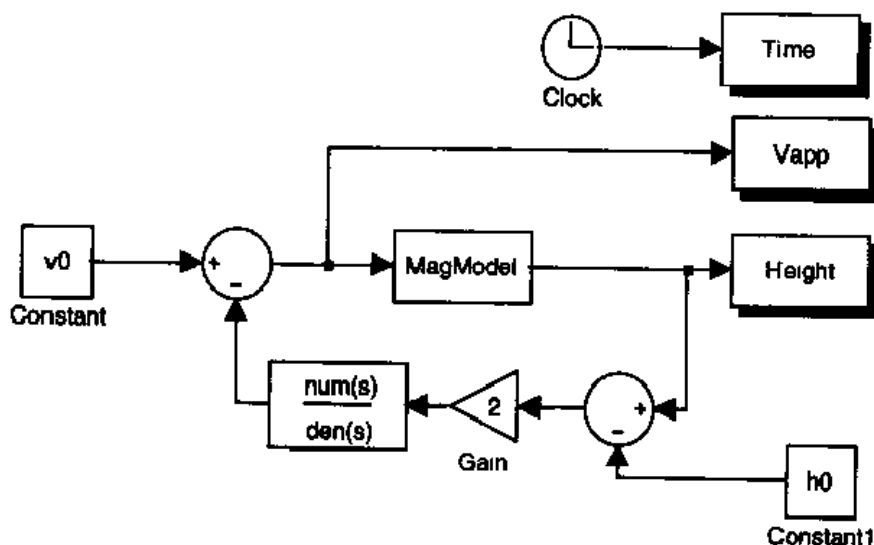 Time
Clock
Vapp
v0
+
−
MagModel
Height
Constant
num(s)
den(s)
2
+
−
Gain
h0
Constant1